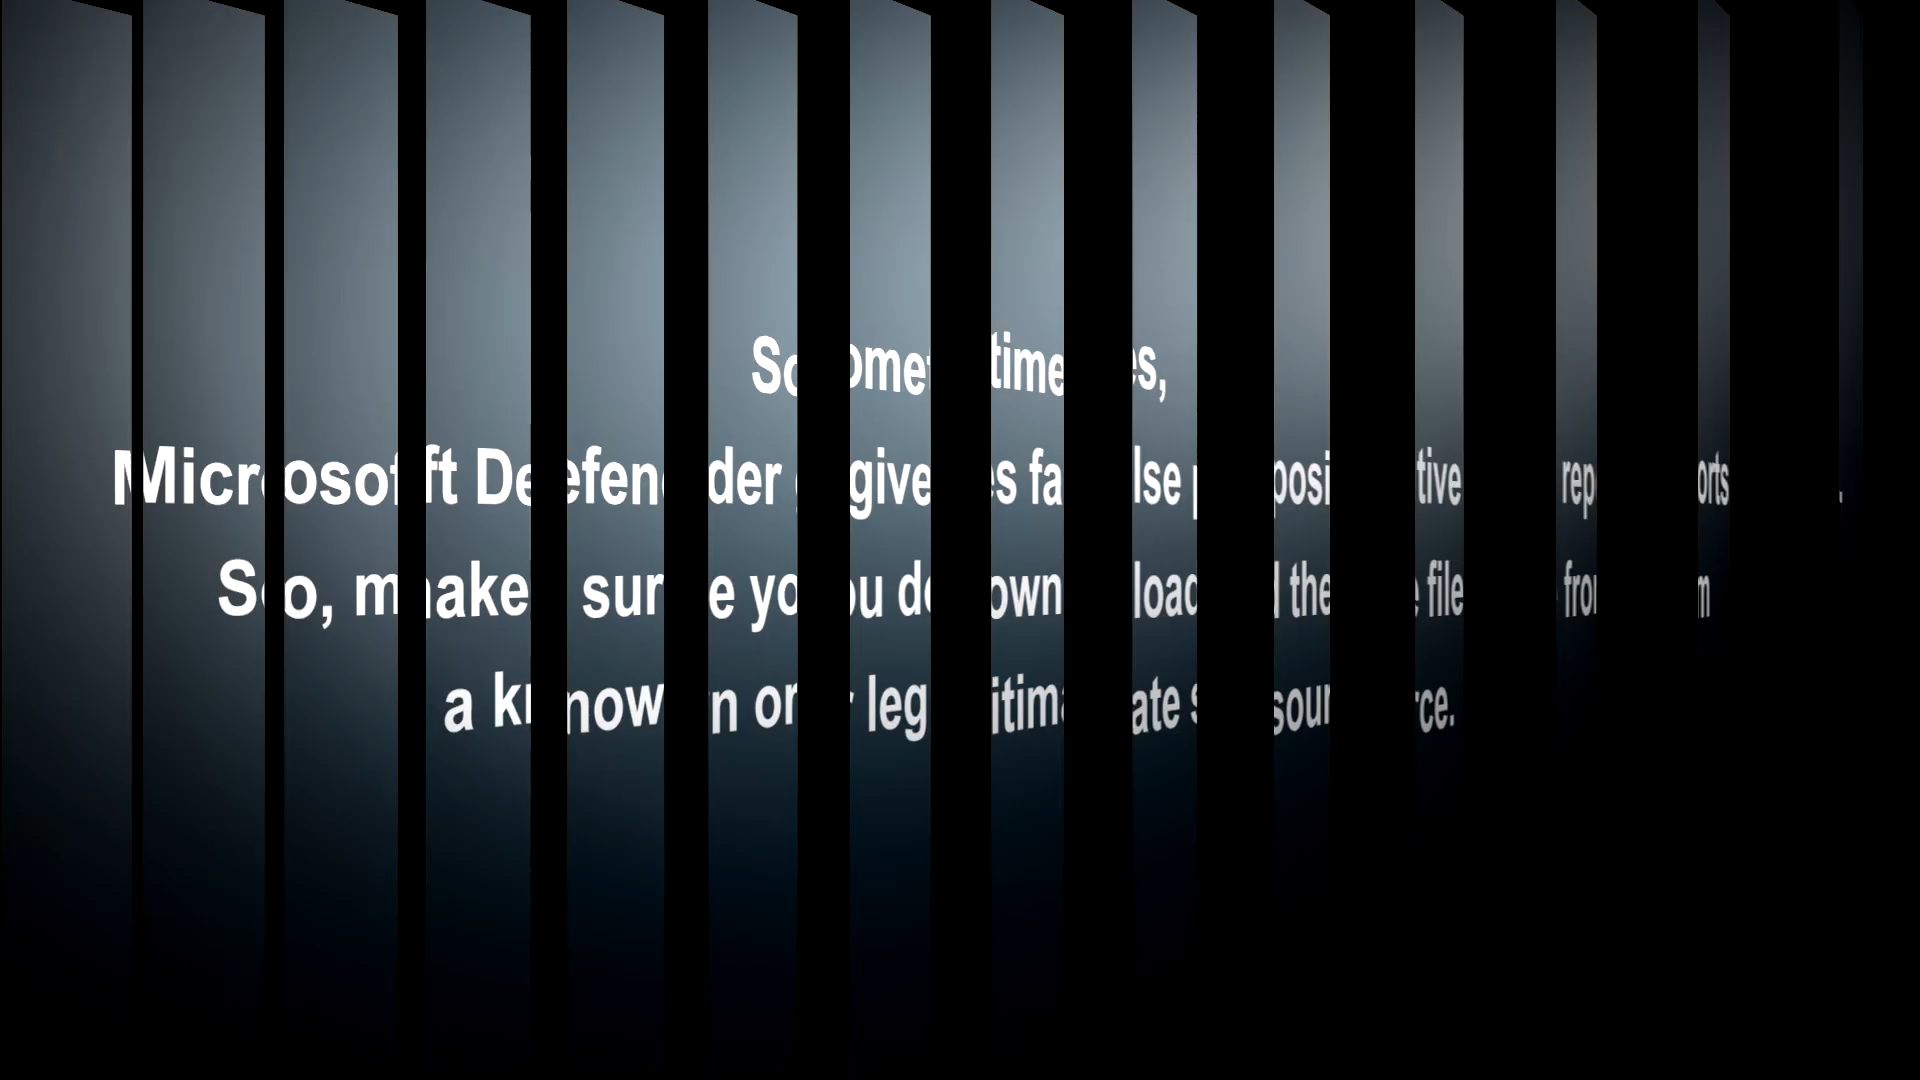 Sometimes,
Microsoft Defender gives false positive reports.
So, make sure you download the file from
a known or legitimate source.